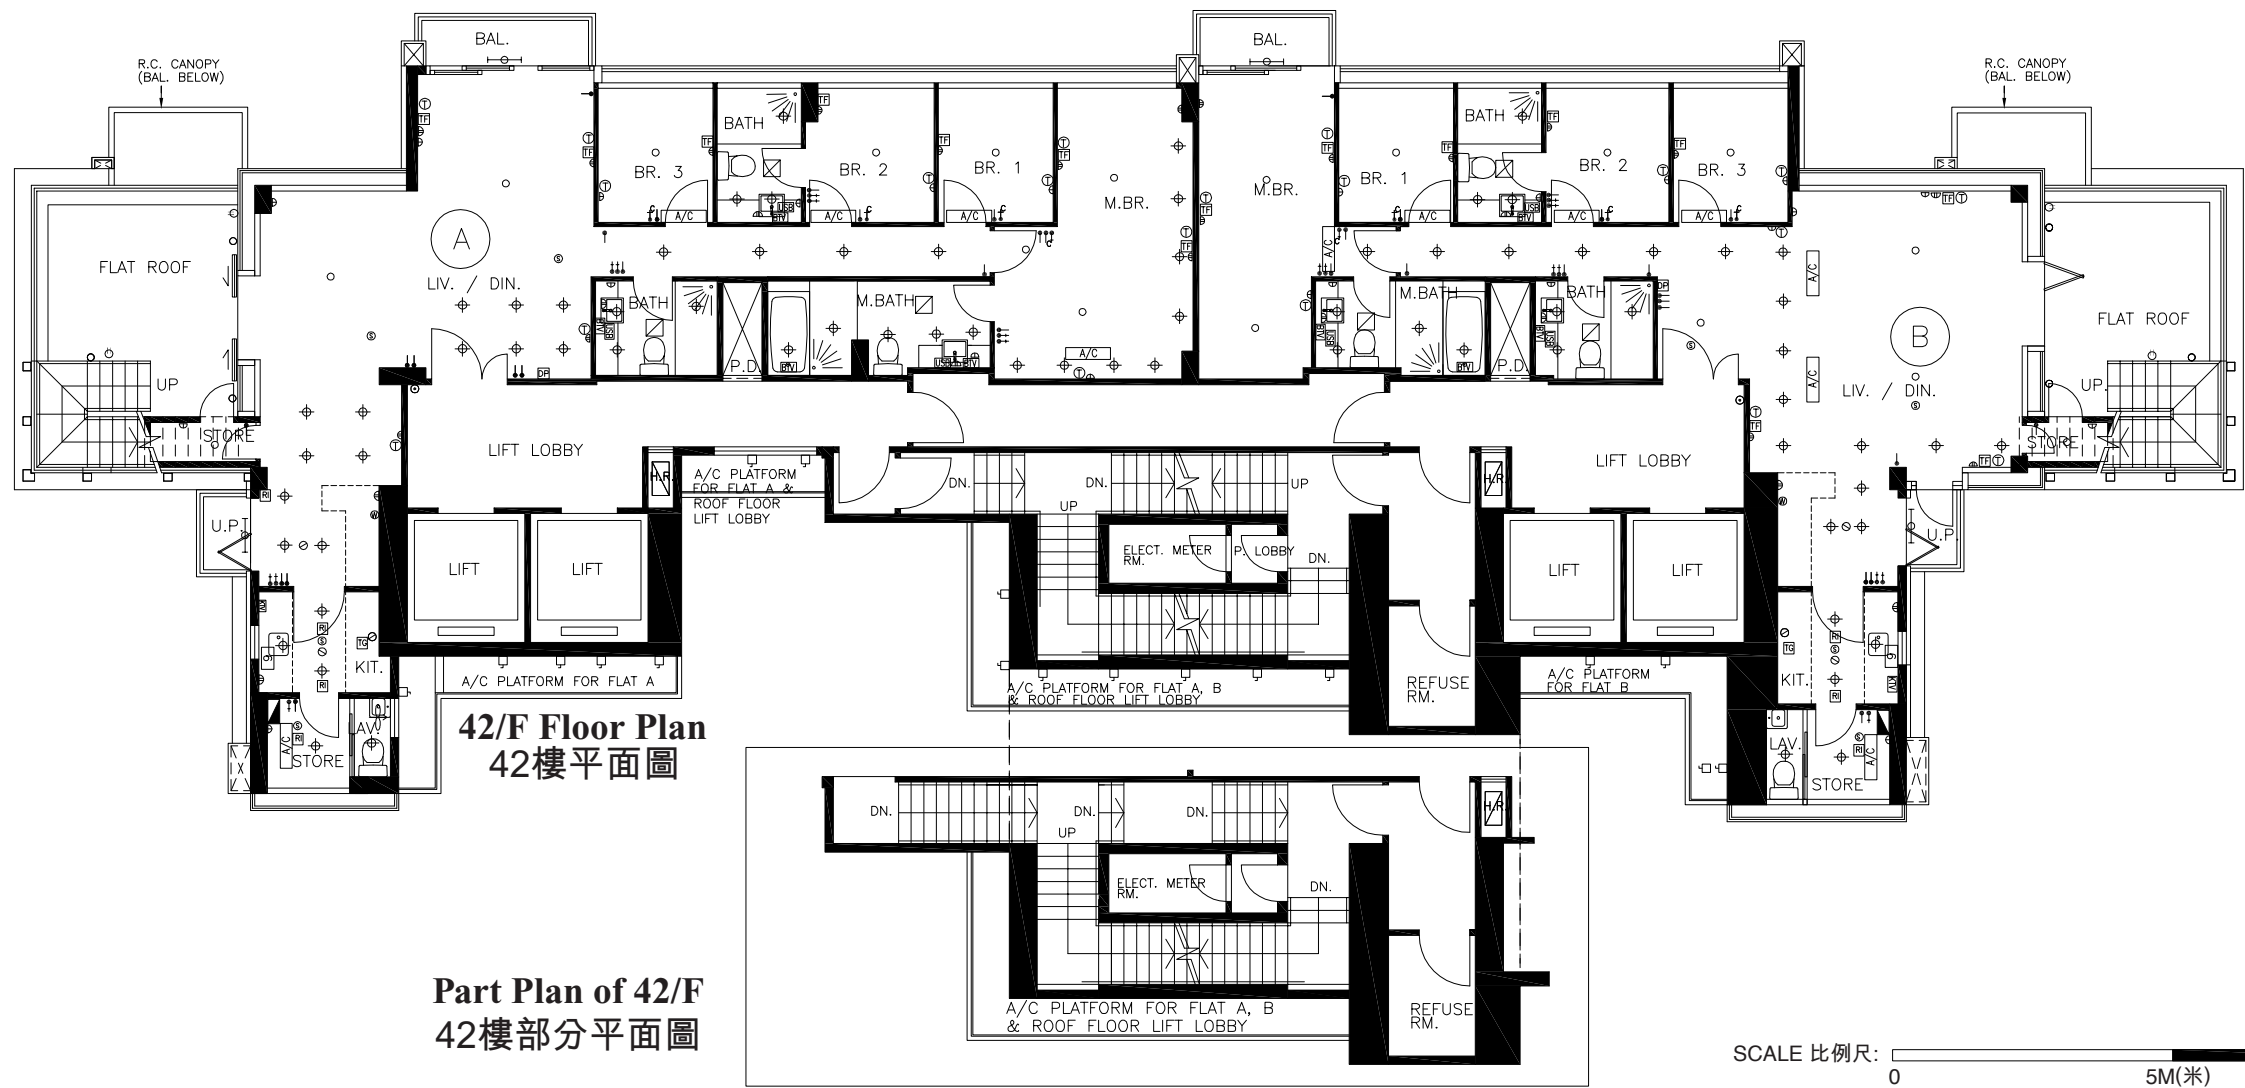 BAL.
BAL.
R.C. CANOPY
(BAL. BELOW)
R.C. CANOPY
(BAL. BELOW)
BATH
BR. 3
BR. 2
BR. 1
M.BR.
M.BR.
BATH
BR. 1
BR. 2
BR. 3
A/C
A/C
A/C
A/C
A/C
A/C
A/C
A
FLAT ROOF
LIV. / DIN.
BATH
P.D.
M.BATH
A/C
M.BATH
P.D.
BATH
A/C
A/C
B
FLAT ROOF
UP
STORE
LIV. / DIN.
UP.
STORE
LIFT LOBBY
LIFT LOBBY
H.R.
A/C PLATFORM
FOR FLAT A &
ROOF FLOOR
LIFT LOBBY
DN.
DN.
UP
UP
H.R.
U.P.
U.P.
LIFT
LIFT
ELECT. METER
RM.
P. LOBBY
DN.
LIFT
LIFT
KIT.
A/C PLATFORM FOR FLAT A
A/C PLATFORM FOR FLAT A, B
& ROOF FLOOR LIFT LOBBY
REFUSE
RM.
A/C PLATFORM
FOR FLAT B
KIT.
LAV.
A/C
STORE
LAV.
A/C
STORE
42/F Floor Plan
42樓平面圖
DN.
DN.
DN.
UP
H.R.
ELECT. METER
RM.
DN.
A/C PLATFORM FOR FLAT A, B
& ROOF FLOOR LIFT LOBBY
REFUSE
RM.
Part Plan of 42/F
42樓部分平面圖
SCALE 比例尺:
0
5M(米)